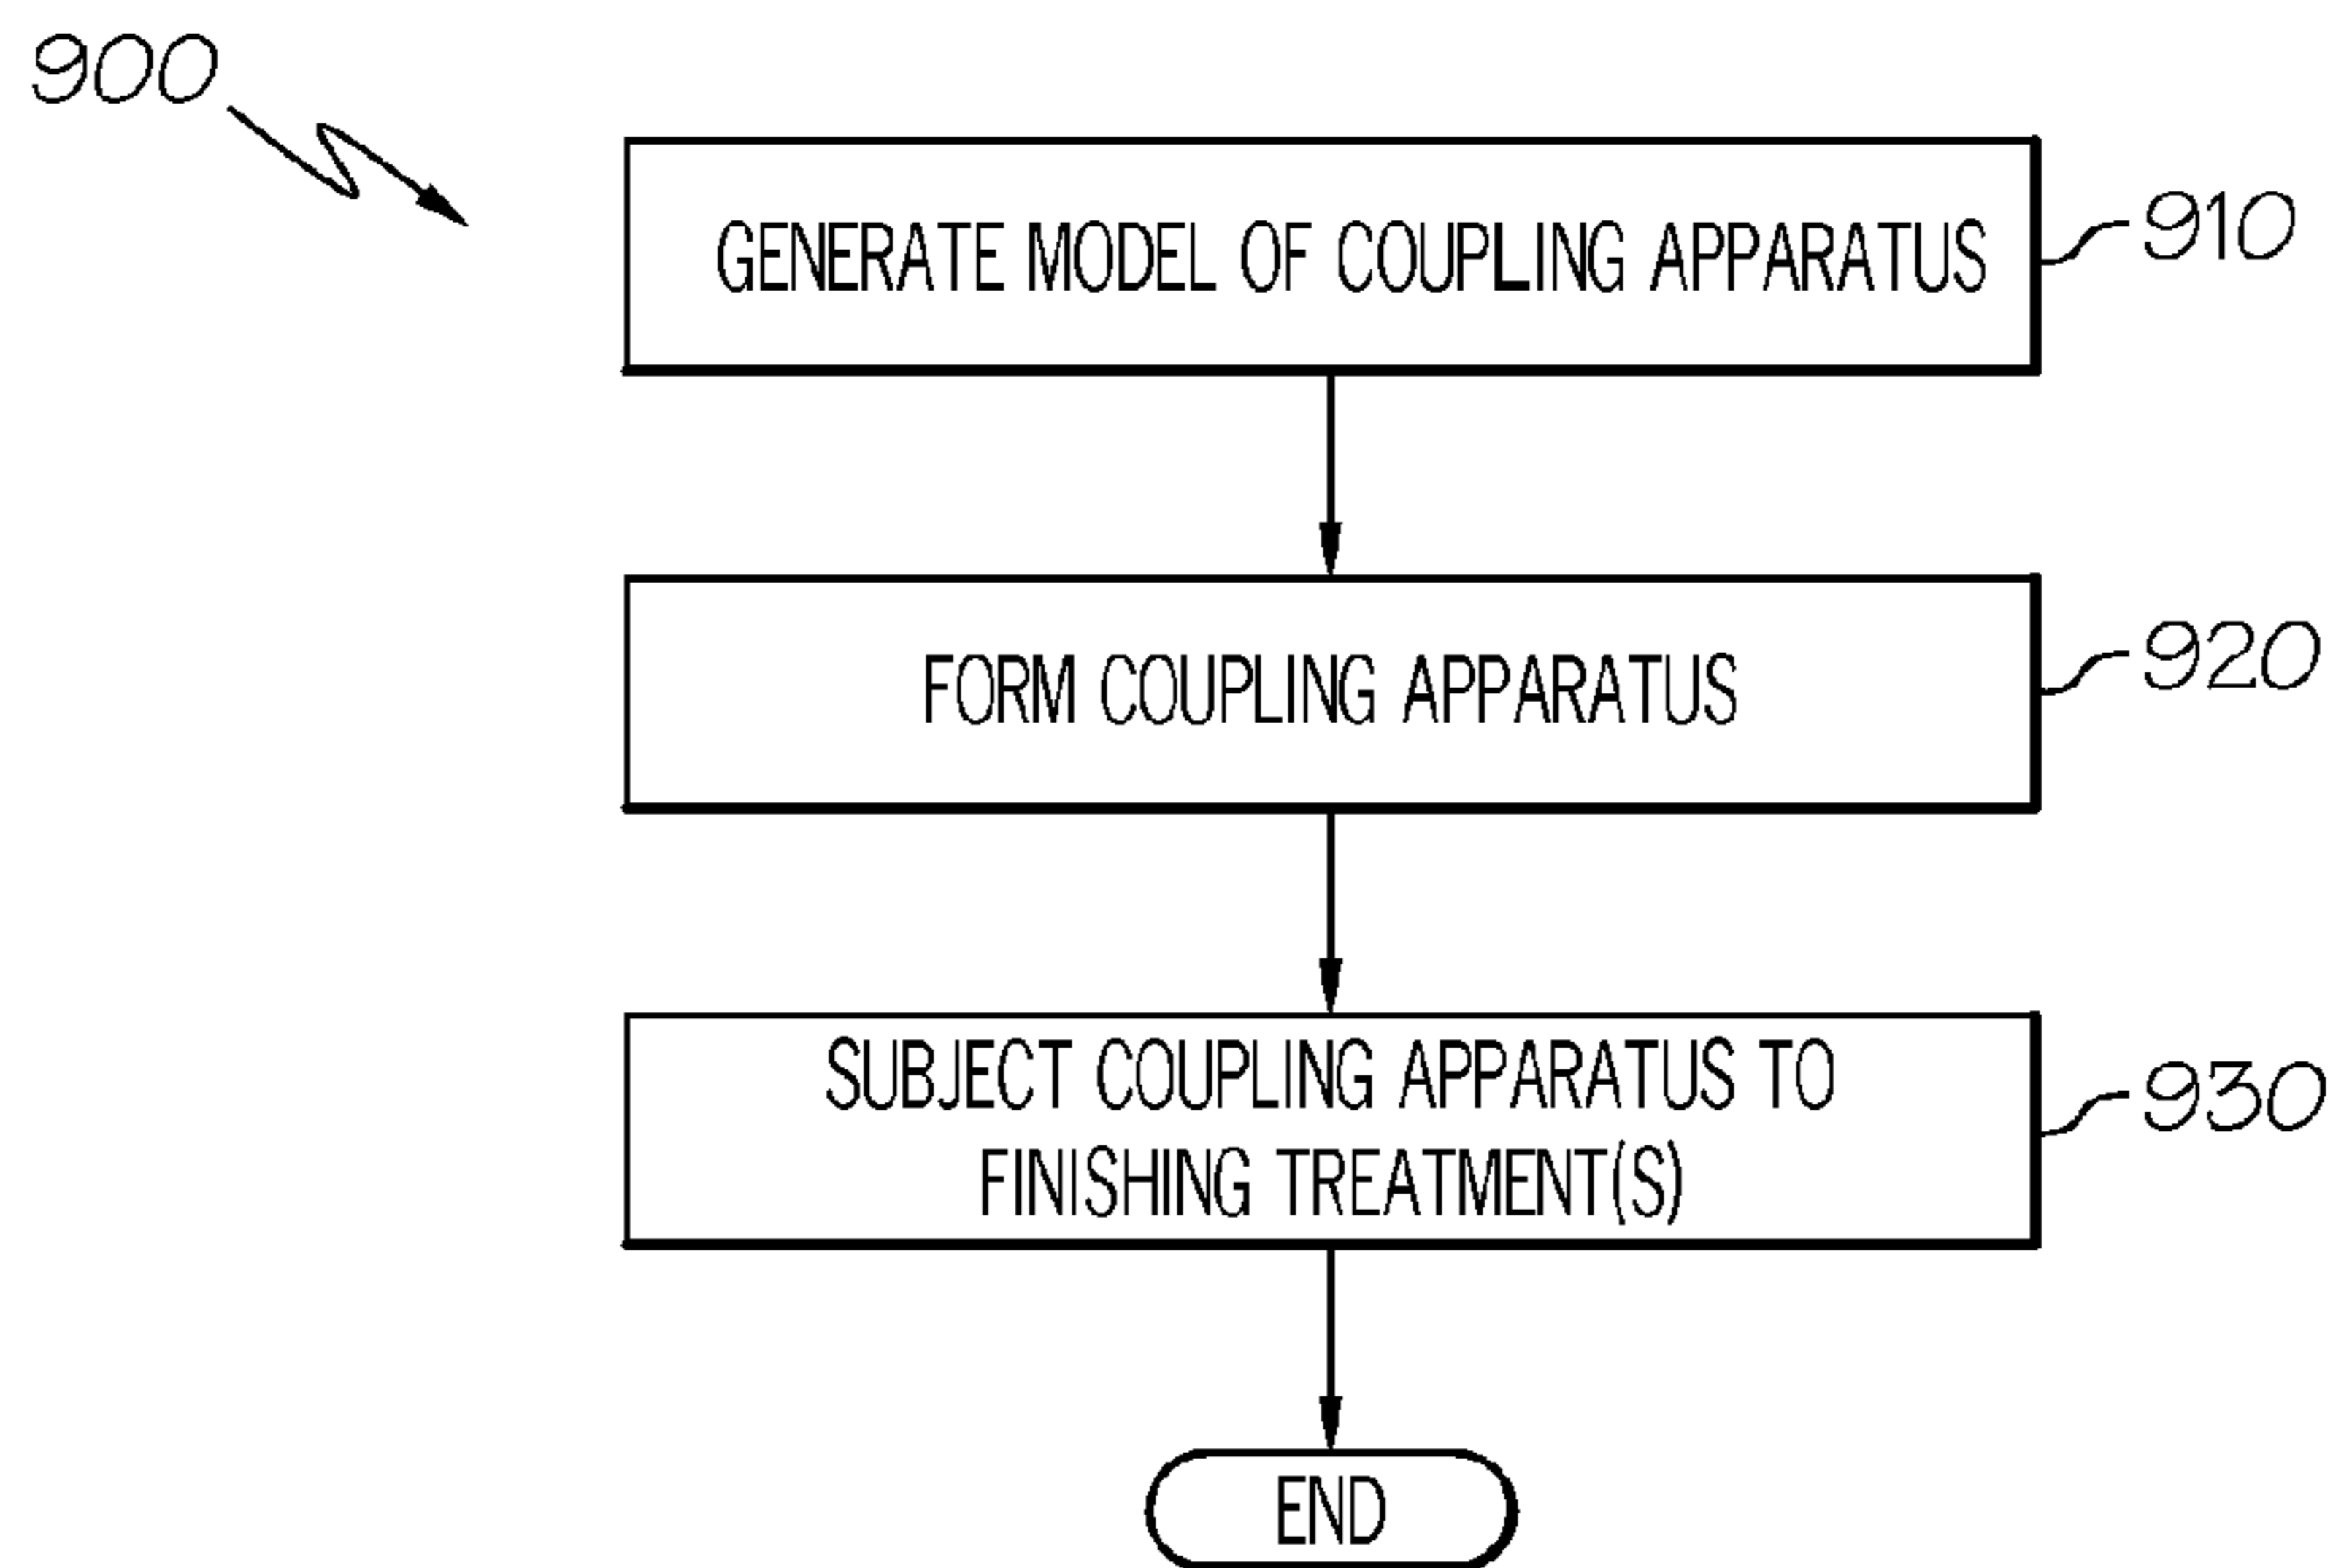 900
GENERATE MODEL OF COUPLING APPARATUS
910
FORM COUPLING APPARATUS
920
SUBJECT COUPLING APPARATUS TO
FINISHING TREATMENT(S)
930
END